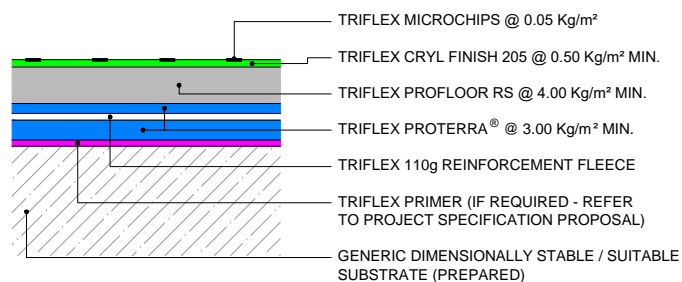 TRIFLEX MICROCHIPS @ 0.05 Kg/m²
TRIFLEX CRYL FINISH 205 @ 0.50 Kg/m² MIN.
TRIFLEX PROFLOOR RS @ 4.00 Kg/m² MIN.
TRIFLEX PROTERRA® @ 3.00 Kg/m² MIN.
TRIFLEX 110g REINFORCEMENT FLEECE
TRIFLEX PRIMER (IF REQUIRED - REFER
TO PROJECT SPECIFICATION PROPOSAL)
GENERIC DIMENSIONALLY STABLE / SUITABLE
SUBSTRATE (PREPARED)